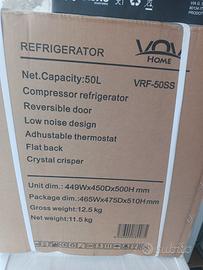 REFRIGERATOR
VOV
HOME
Net.Capacity:50L
VRF-50SS
Compressor refrigerator
Reversible door
Low noise design
Adhustable thermostat
Flat back
Crystal crisper
Unit dim.: 449Wx450Dx500H mm
Package dim.:465Wx475Dx510H mm
Gross weight: 12.5 kg
Net weight: 11.5 kg
subito